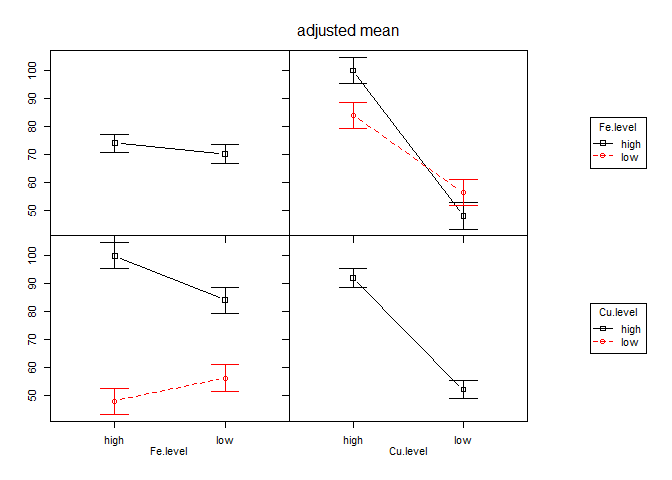 adjusted mean
100
90
80
70
60
50
Fe.level
high
low
100
90
80
70
60
50
Cu.level
high
low
high low high low
Fe.level Cu.level